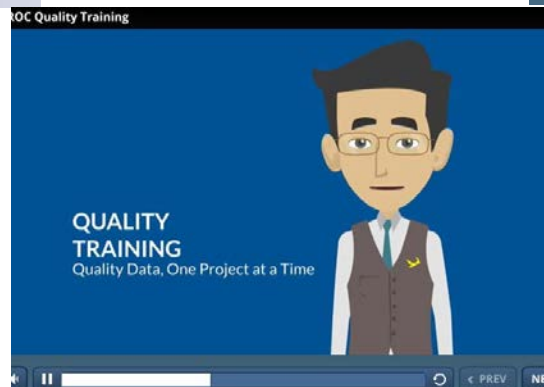 ROC Quality Training
QUALITY
TRAINING
Quality Data, One Project at a Time
< PREV